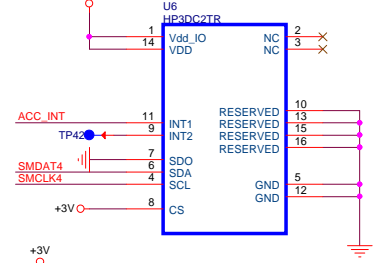 U6
HP3DC2TR
1 Vdd_IO NC 2
14 VDD NC 3
RESERVED 10
ACC_INT 11 INT1 RESERVED 13
TP42 9 INT2 RESERVED 15
RESERVED 16
7 SDO
SMDAT4 6 SDA GND 5
SMCLK4 4 SCL GND 12
+3V 8 CS
+3V